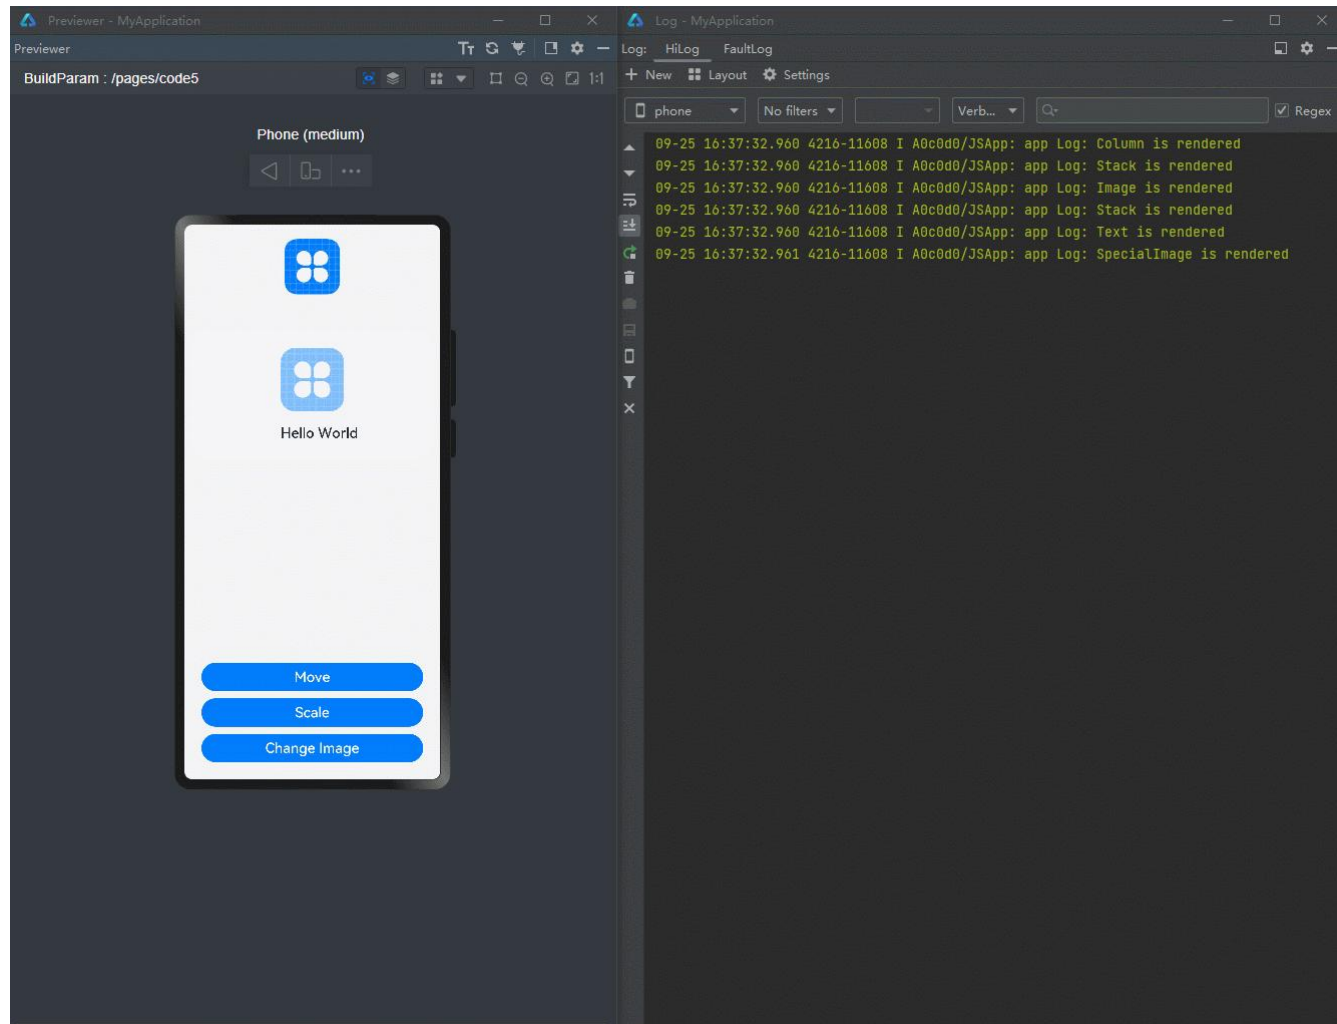 Previewer - MyApplication
Previewer
BuildParam : /pages/code5
1:1
Phone (medium)
Hello World
Move
Scale
Change Image
Log - MyApplication
Log: HiLog FaultLog
New Layout Settings
phone No filters Verb... Regex
09-25 16:37:32.960 4216-11608 I A0c0d0/JSApp: app Log: Column is rendered
09-25 16:37:32.960 4216-11608 I A0c0d0/JSApp: app Log: Stack is rendered
09-25 16:37:32.960 4216-11608 I A0c0d0/JSApp: app Log: Image is rendered
09-25 16:37:32.960 4216-11608 I A0c0d0/JSApp: app Log: Stack is rendered
09-25 16:37:32.960 4216-11608 I A0c0d0/JSApp: app Log: Text is rendered
09-25 16:37:32.961 4216-11608 I A0c0d0/JSApp: app Log: SpecialImage is rendered